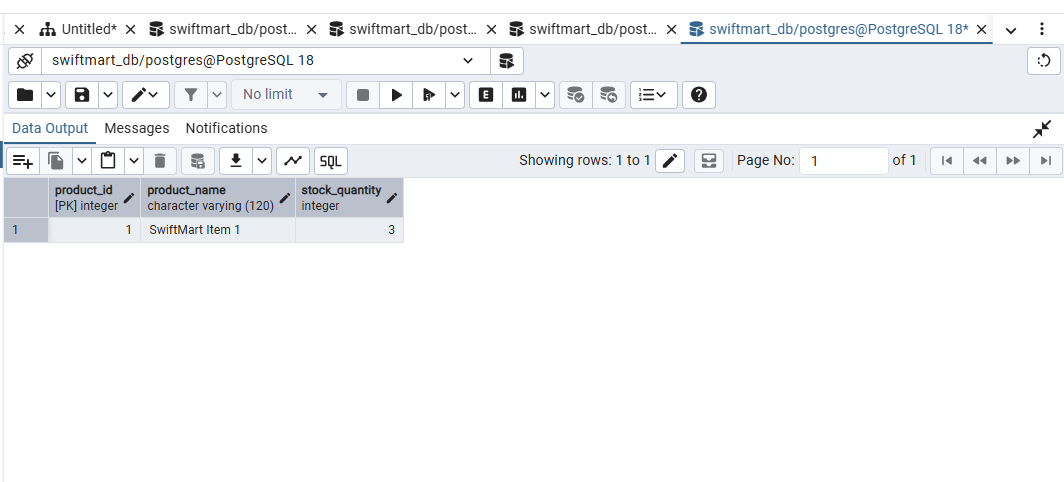 Untitled*
swiftmart_db/post...
swiftmart_db/post...
swiftmart_db/post...
swiftmart_db/postgres@PostgreSQL 18*
swiftmart_db/postgres@PostgreSQL 18
No limit
E
Data Output Messages Notifications
SQL
Showing rows: 1 to 1
Page No: 1 of 1
product_id product_name stock_quantity
[PK] integer character varying (120) integer
1 1 SwiftMart Item 1 3